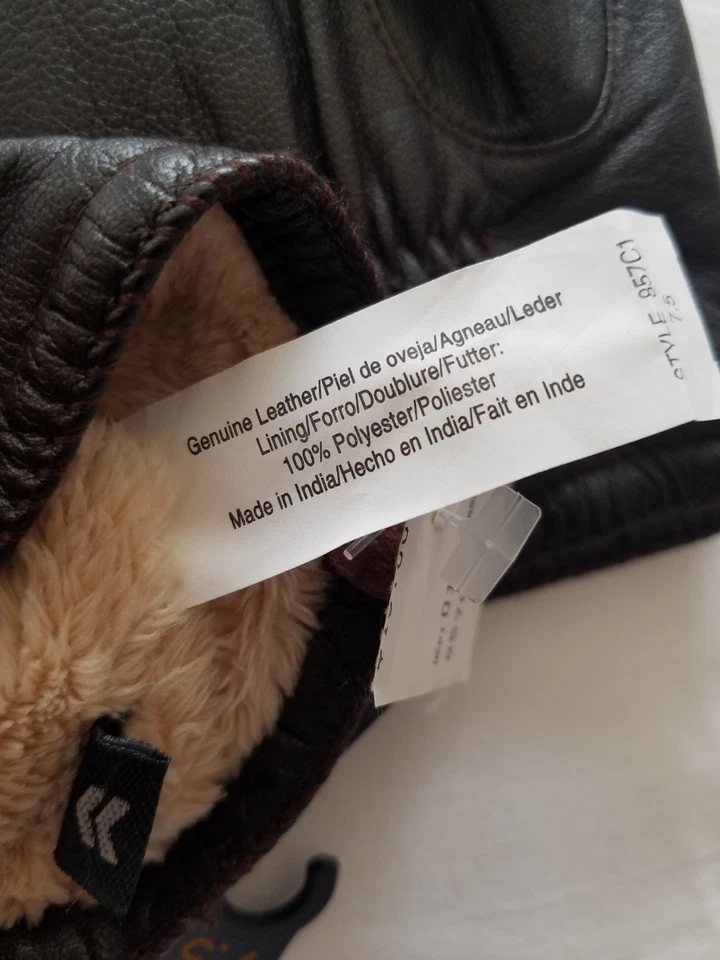 Genuine Leather/Piel de oveja/Agneau/Leder
Lining/Forro/Doublure/Futter:
100% Polyester/Poliester
Made in India/Hecho en India/Fait en Inde
STYLE 857C1
7.5